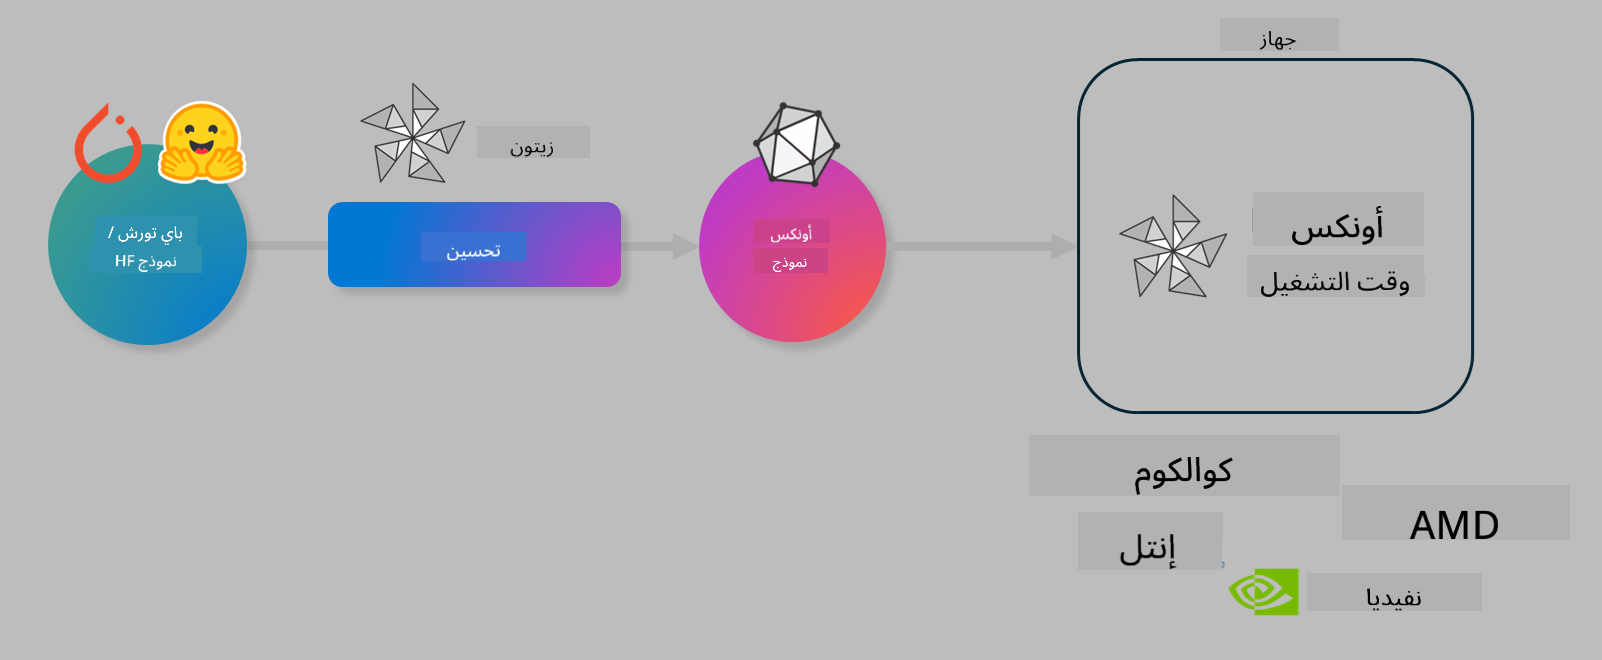 جهاز
زيتون
باي تورش /
نموذج HF
تحسين
أونكس
نموذج
أونكس
وقت التشغيل
كوالكوم
AMD
إنتل
نفيديا